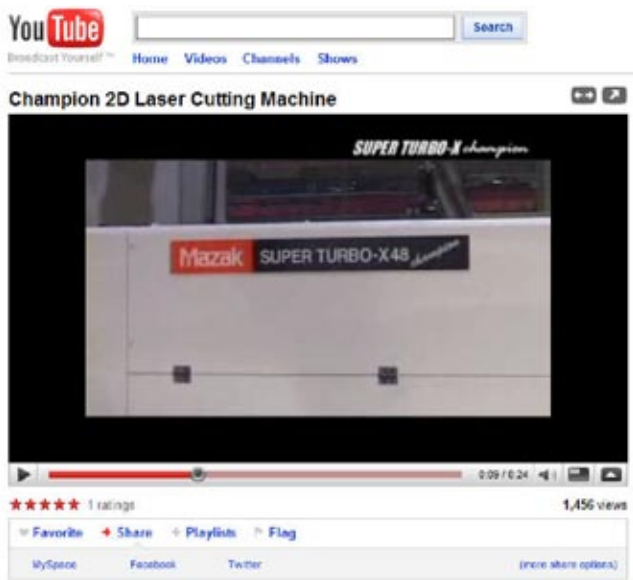 You Tube
Search
Broadcast Yourself™
Home Videos Channels Shows
Champion 2D Laser Cutting Machine
SUPER TURBO-X champion
Mazak SUPER TURBO-X48 champion
0:09 / 0:24
1 ratings
1,456 views
Favorite Share Playlists Flag
MySpace Facebook Twitter (more share options)